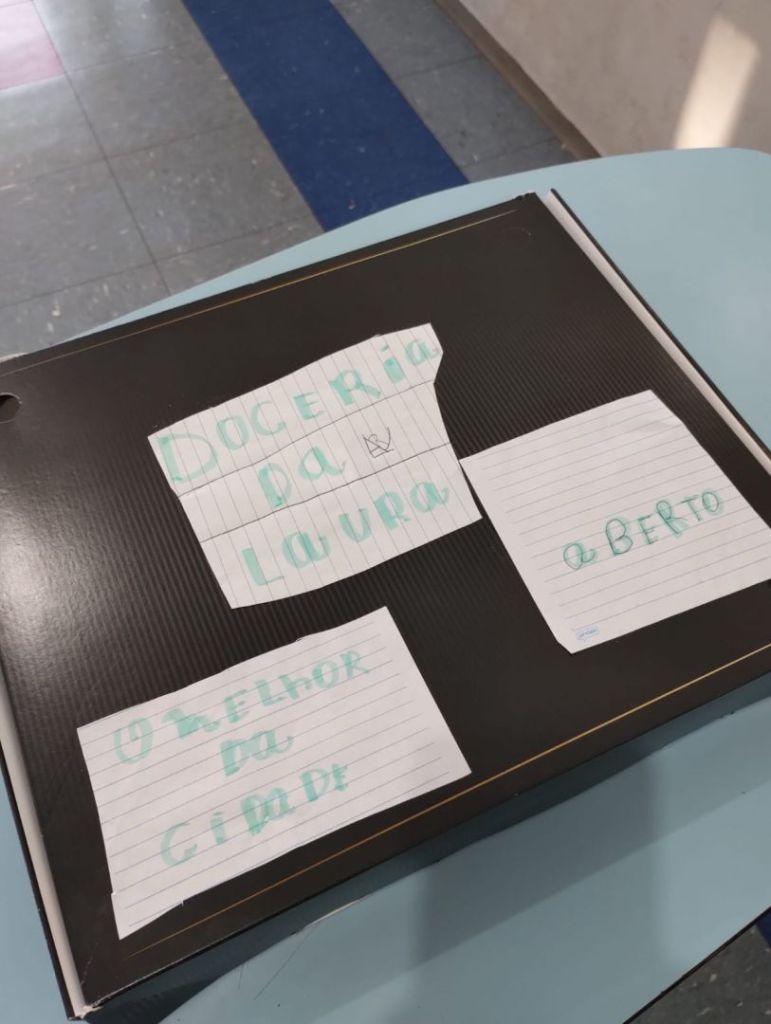 DOCERia
Da
LaURa
aBERTO
O MELhOR
Da
CiDaDE